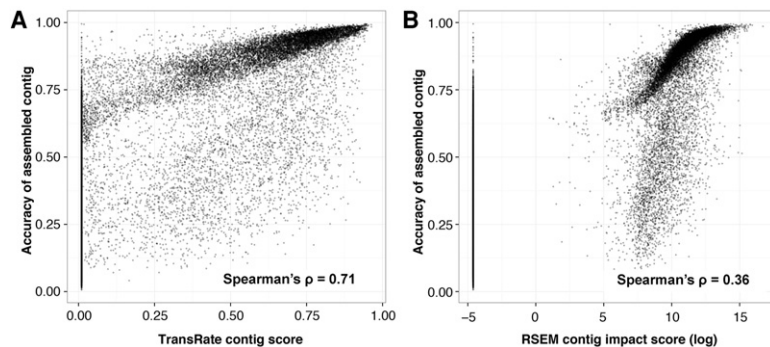 A
Accuracy of assembled contig
1.00
0.75
0.50
0.25
0.00
Spearman's ρ = 0.71
0.00 0.25 0.50 0.75 1.00
TransRate contig score
B
Accuracy of assembled contig
1.00
0.75
0.50
0.25
0.00
Spearman's ρ = 0.36
−5 0 5 10 15
RSEM contig impact score (log)